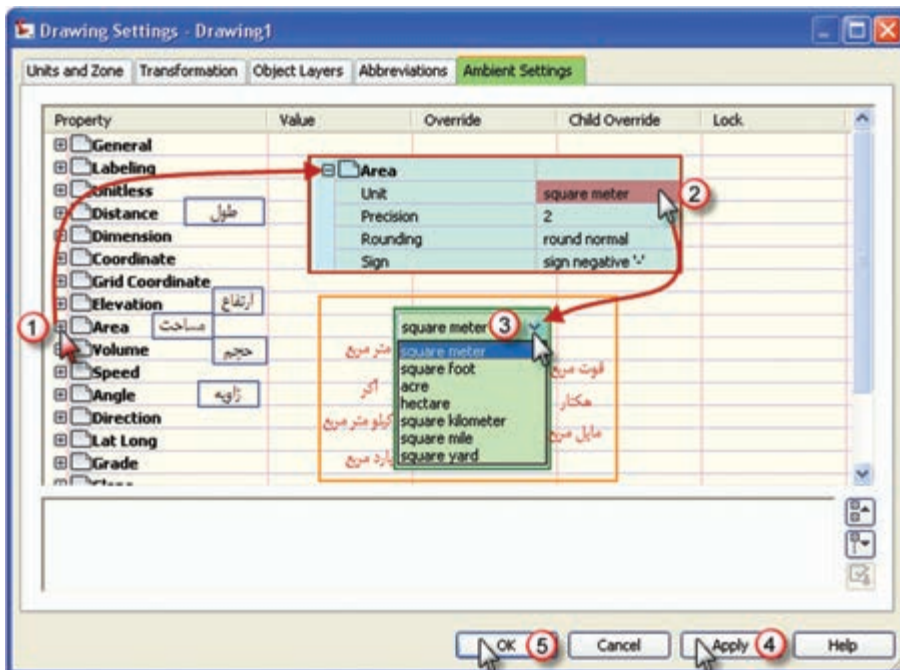 Drawing Settings - Drawing1
Units and Zone Transformation Object Layers Abbreviations Ambient Settings
Property Value Override Child Override Lock
General
Labeling
Unitless
Distance طول
Dimension
Coordinate
Grid Coordinate
Elevation ارتفاع
1 Area مساحت
Volume حجم
Speed
Angle زاویه
Direction
Lat Long
Grade
Slope
Area
Unit square meter 2
Precision 2
Rounding round normal
Sign sign negative '-'
square meter 3
square meter متر مربع
square foot فوت مربع
acre آکر
hectare هکتار
square kilometer کیلو متر مربع
square mile مایل مربع
square yard یارد مربع
OK 5 Cancel Apply 4 Help